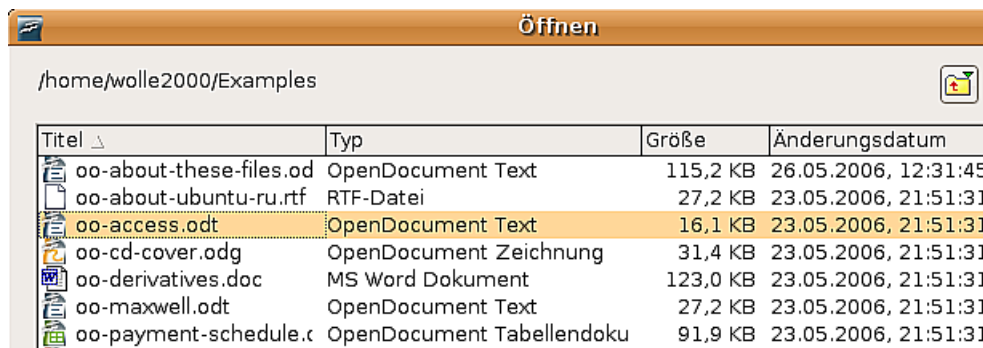 Öffnen
/home/wolle2000/Examples
Titel Typ Größe Änderungsdatum
oo-about-these-files.od OpenDocument Text 115,2 KB 26.05.2006, 12:31:45
oo-about-ubuntu-ru.rtf RTF-Datei 27,2 KB 23.05.2006, 21:51:31
oo-access.odt OpenDocument Text 16,1 KB 23.05.2006, 21:51:31
oo-cd-cover.odg OpenDocument Zeichnung 31,4 KB 23.05.2006, 21:51:31
oo-derivatives.doc MS Word Dokument 123,0 KB 23.05.2006, 21:51:31
oo-maxwell.odt OpenDocument Text 27,2 KB 23.05.2006, 21:51:31
oo-payment-schedule.c OpenDocument Tabellendoku 91,9 KB 23.05.2006, 21:51:31